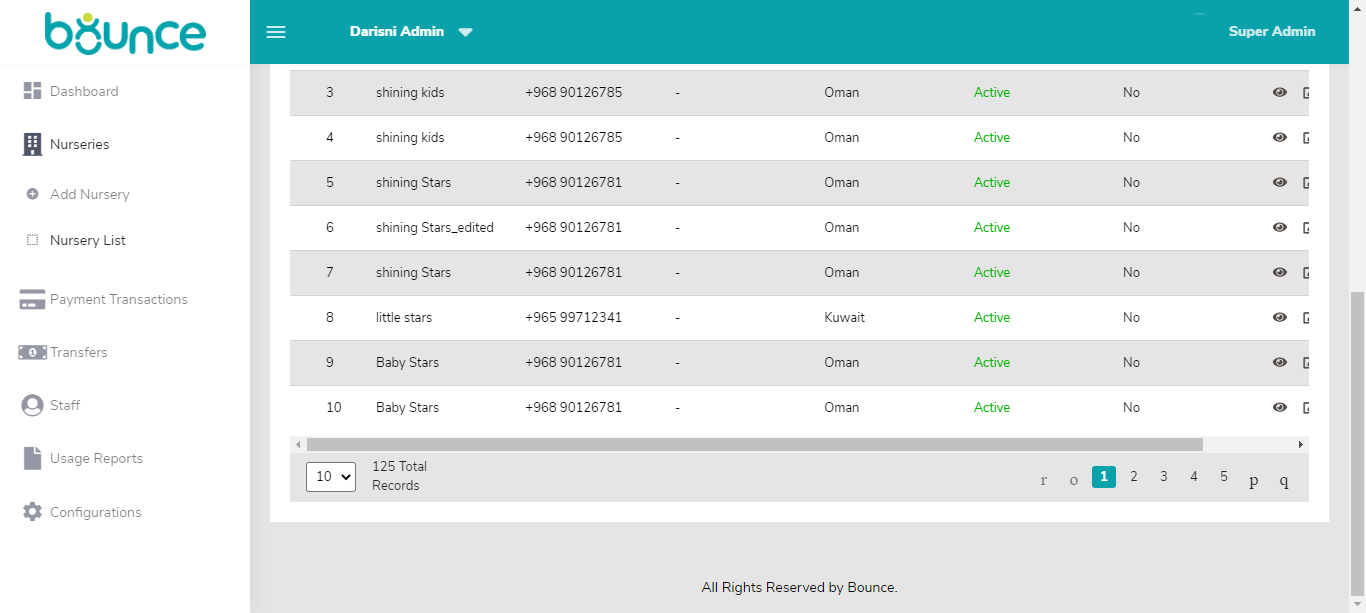 bounce
Darisni Admin
Super Admin
Dashboard
Nurseries
Add Nursery
Nursery List
Payment Transactions
Transfers
Staff
Usage Reports
Configurations
3 shining kids +968 90126785 - Oman Active No
4 shining kids +968 90126785 - Oman Active No
5 shining Stars +968 90126781 - Oman Active No
6 shining Stars_edited +968 90126781 - Oman Active No
7 shining Stars +968 90126781 - Oman Active No
8 little stars +965 99712341 - Kuwait Active No
9 Baby Stars +968 90126781 - Oman Active No
10 Baby Stars +968 90126781 - Oman Active No
10
125 Total
Records
r o 1 2 3 4 5 p q
All Rights Reserved by Bounce.